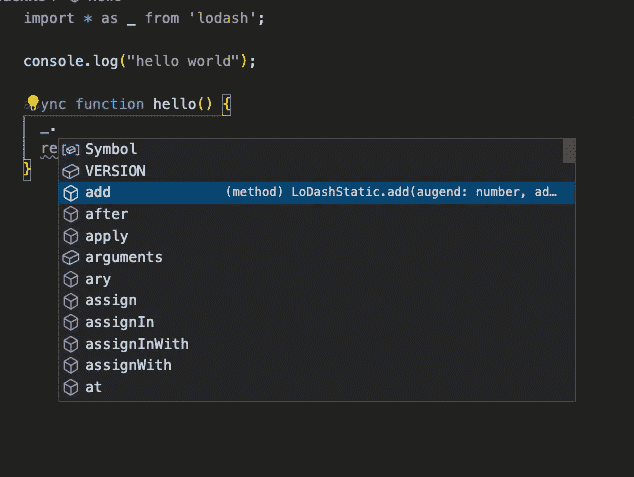 import * as _ from 'lodash';
console.log("hello world");
ync function hello() {
_.
re
}
Symbol
VERSION
add (method) LoDashStatic.add(augend: number, ad…
after
apply
arguments
ary
assign
assignIn
assignInWith
assignWith
at